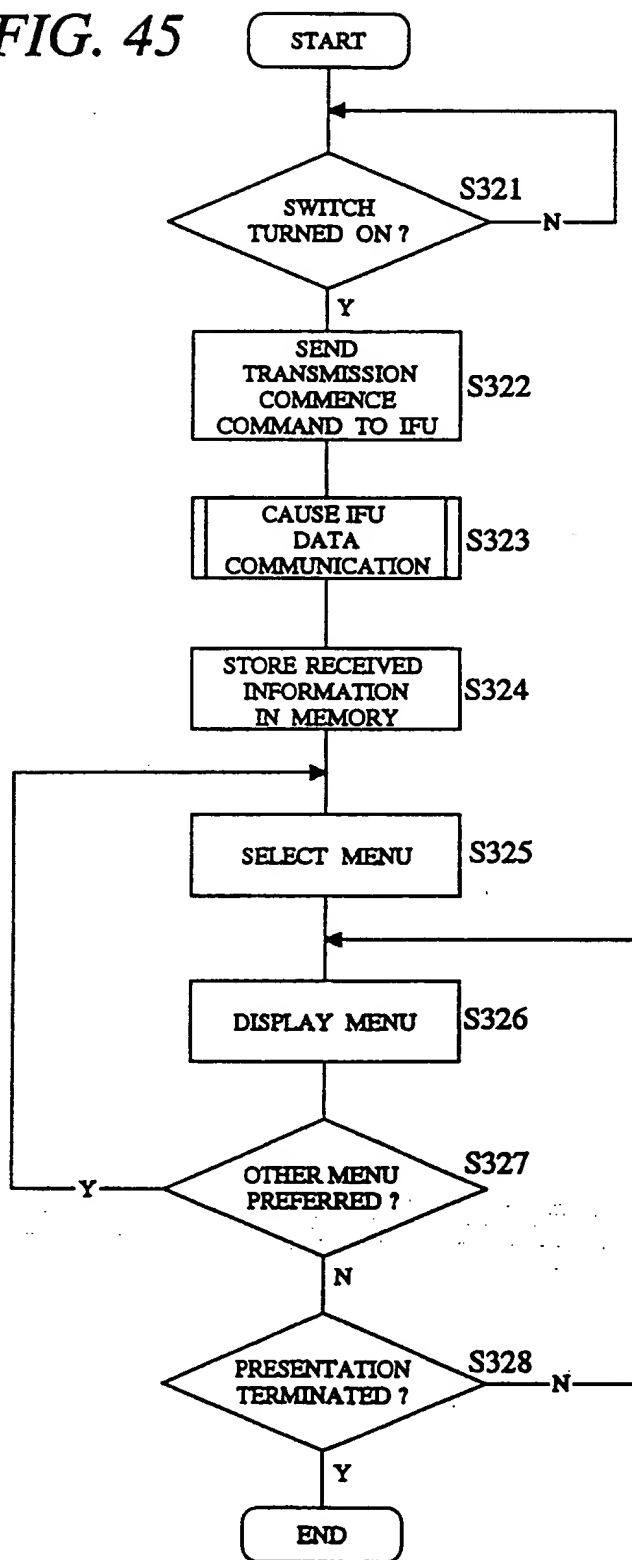 FIG. 45
START
S321
SWITCH
TURNED ON ?
N
Y
SEND
TRANSMISSION
COMMENCE
COMMAND TO IFU
S322
CAUSE IFU
DATA
COMMUNICATION
S323
STORE RECEIVED
INFORMATION
IN MEMORY
S324
SELECT MENU
S325
DISPLAY MENU
S326
S327
OTHER MENU
PREFERRED ?
Y
N
S328
PRESENTATION
TERMINATED ?
N
Y
END